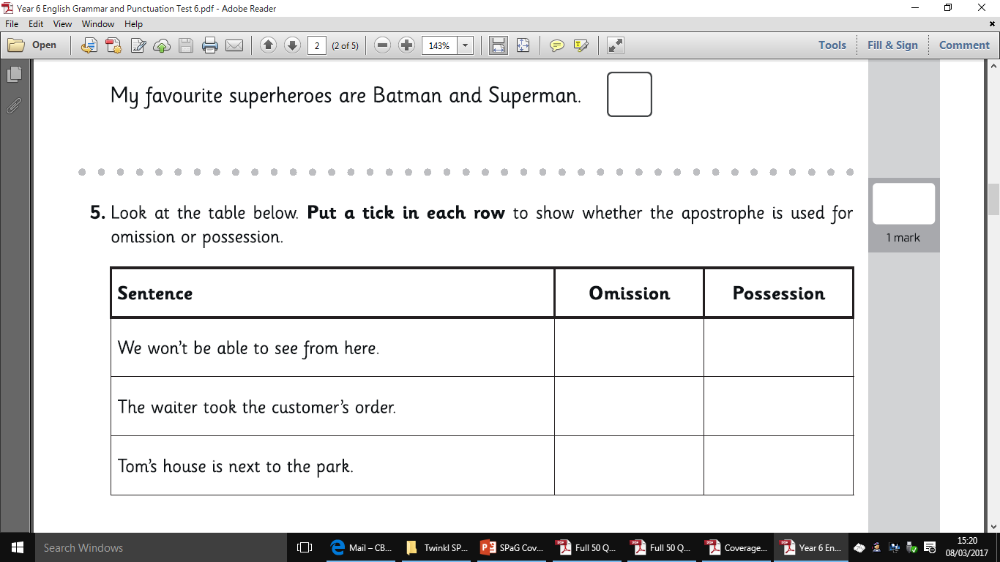 Year 6 English Grammar and Punctuation Test 6.pdf - Adobe Reader
File Edit View Window Help
Open 2 (2 of 5) 143% Tools Fill & Sign Comment
My favourite superheroes are Batman and Superman.
5. Look at the table below. Put a tick in each row to show whether the apostrophe is used for
omission or possession.
1 mark
Sentence Omission Possession
We won’t be able to see from here.
The waiter took the customer’s order.
Tom’s house is next to the park.
Search Windows Mail – CB... Twinkl SP... SPaG Cov... Full 50 Q... Full 50 Q... Coverage... Year 6 En... 15:20
08/03/2017